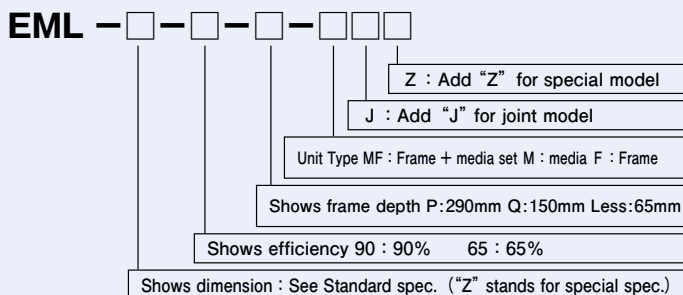 EML －□－□－□－□□□
Z：Add “Z” for special model
J：Add “J” for joint model
Unit Type MF：Frame + media set M：media F：Frame
Shows frame depth P:290mm Q:150mm Less:65mm
Shows efficiency 90：90%　65：65%
Shows dimension：See Standard spec.（“Z” stands for special spec.）